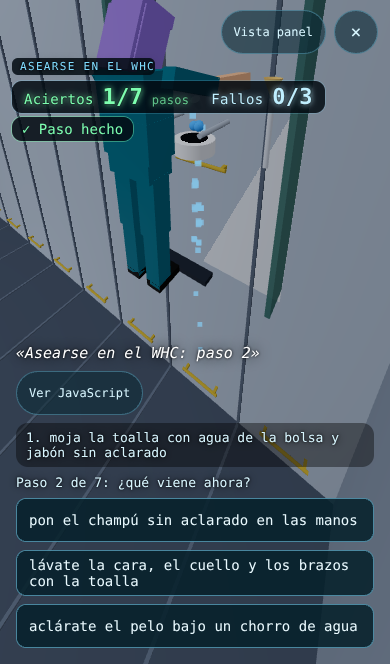 Vista panel
×
ASEARSE EN EL WHC
Aciertos 1/7 pasos Fallos 0/3
✓ Paso hecho
«Asearse en el WHC: paso 2»
Ver JavaScript
1. moja la toalla con agua de la bolsa y
jabón sin aclarado
Paso 2 de 7: ¿qué viene ahora?
pon el champú sin aclarado en las manos
lávate la cara, el cuello y los brazos
con la toalla
aclárate el pelo bajo un chorro de agua